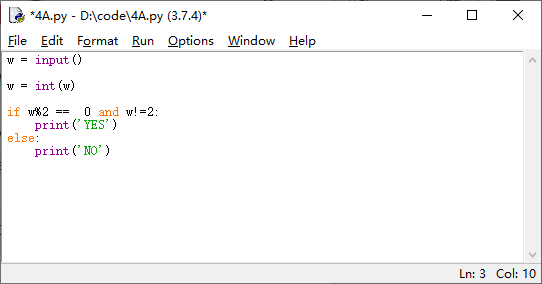 *4A.py - D:\code\4A.py (3.7.4)*
File Edit Format Run Options Window Help
w = input()
w = int(w)
if w%2 ==  0 and w!=2:
    print('YES')
else:
    print('NO')
Ln: 3 Col: 10